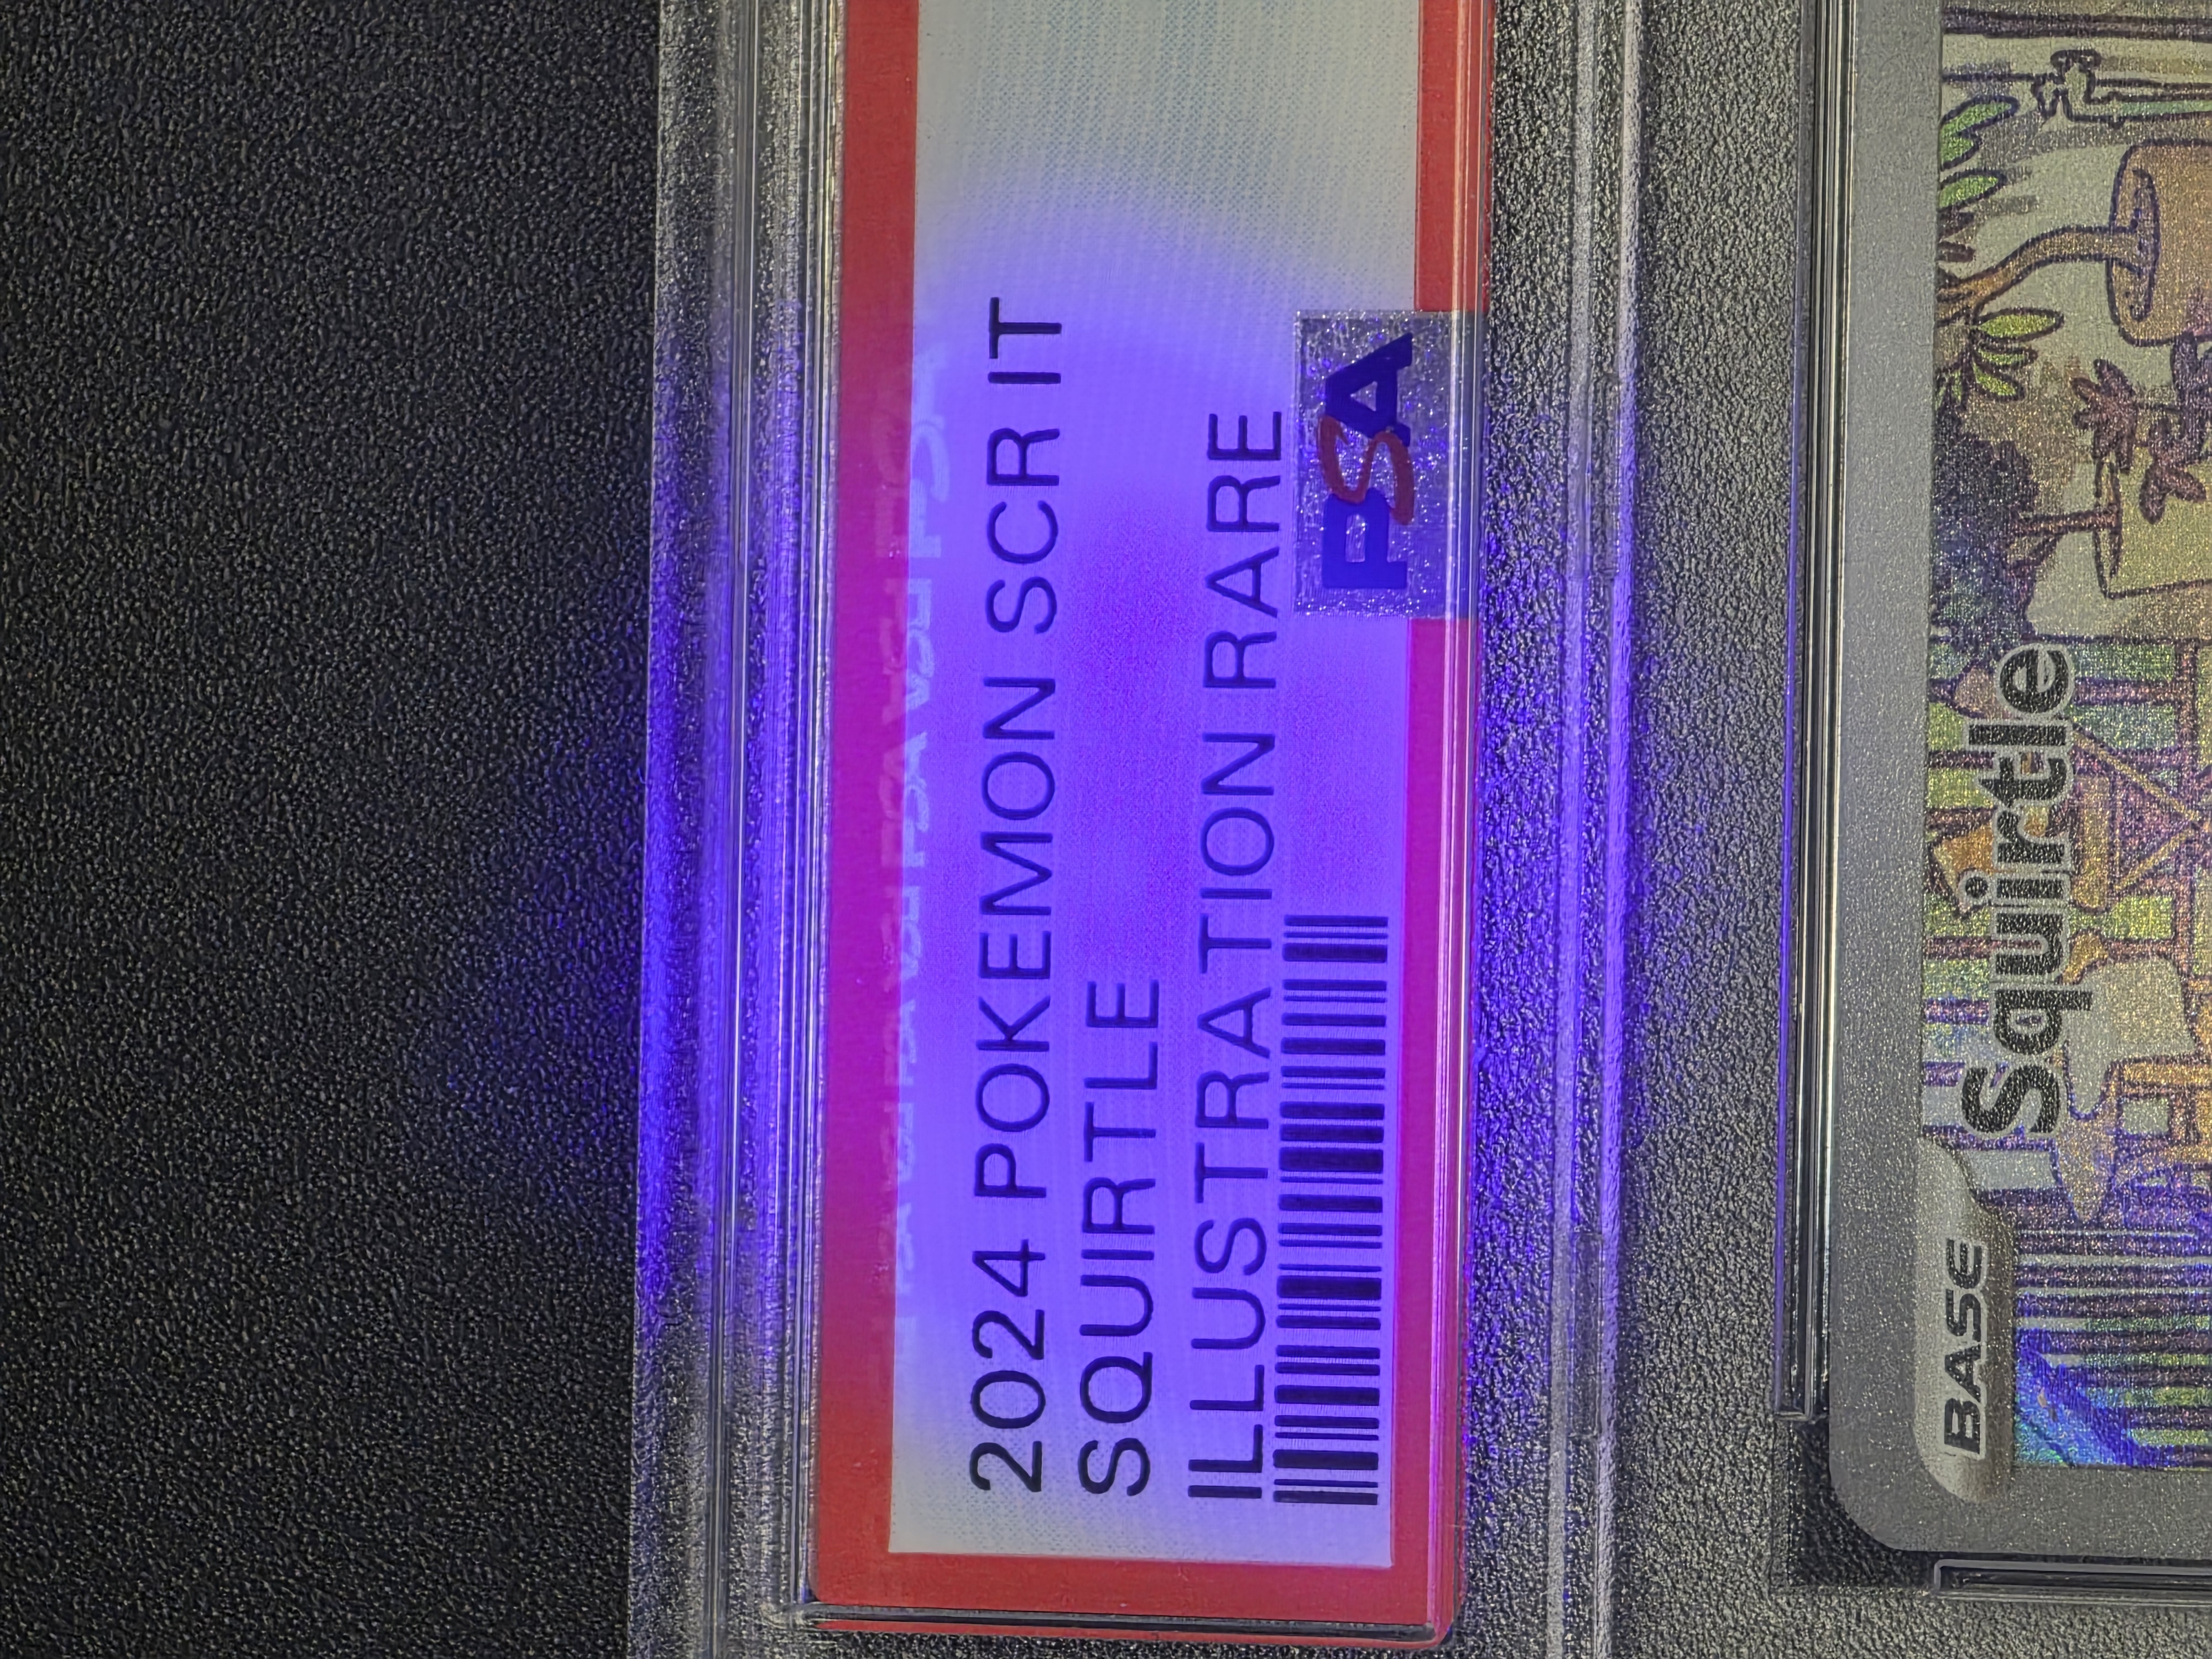 2024 POKEMON SCR IT
SQUIRTLE
ILLUSTRATION RARE
PSA
BASE
Squirtle